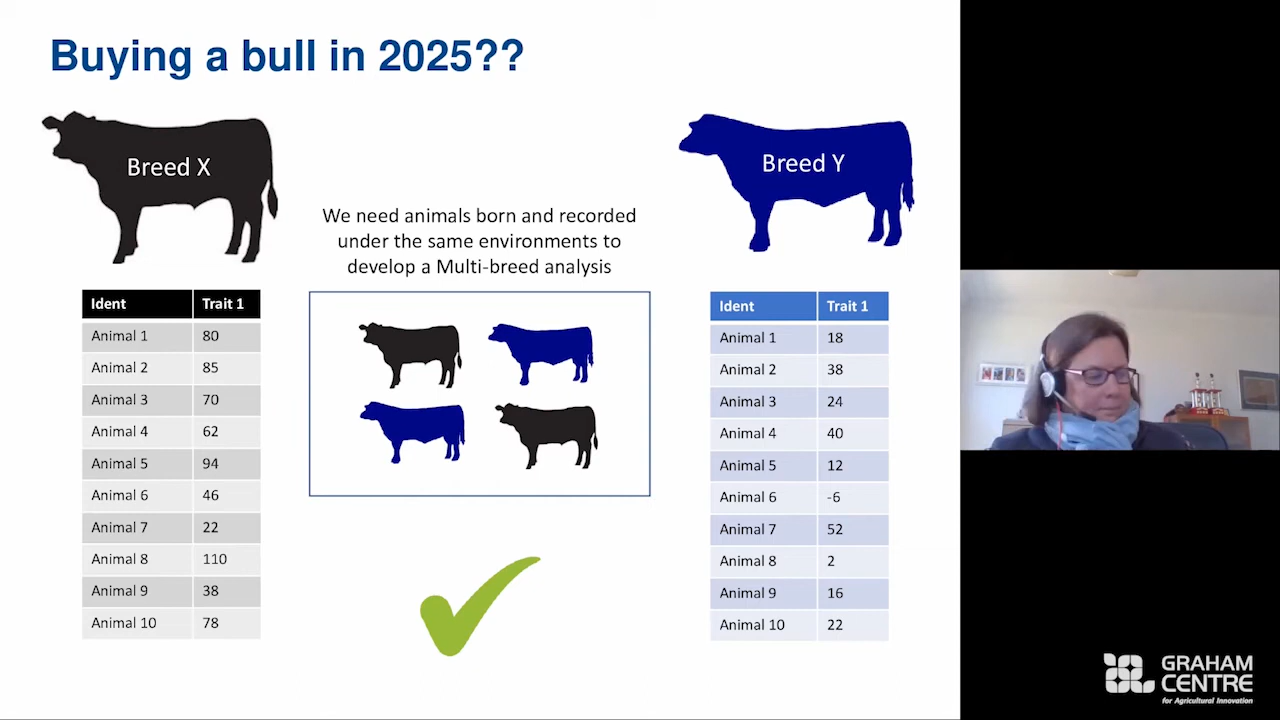 Buying a bull in 2025??
Breed X
Breed Y
We need animals born and recorded
under the same environments to
develop a Multi-breed analysis
Ident Trait 1
Animal 1 80
Animal 2 85
Animal 3 70
Animal 4 62
Animal 5 94
Animal 6 46
Animal 7 22
Animal 8 110
Animal 9 38
Animal 10 78
Ident Trait 1
Animal 1 18
Animal 2 38
Animal 3 24
Animal 4 40
Animal 5 12
Animal 6 -6
Animal 7 52
Animal 8 2
Animal 9 16
Animal 10 22
GRAHAM
CENTRE
for Agricultural Innovation